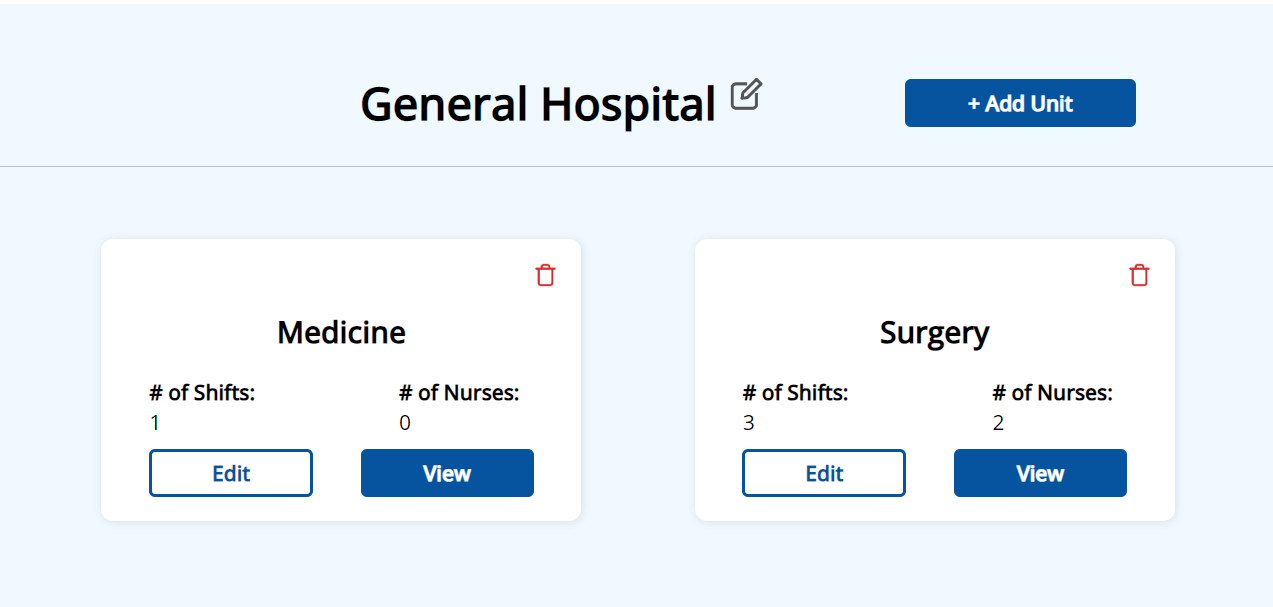 General Hospital
+ Add Unit
Medicine
# of Shifts:
1
# of Nurses:
0
Edit
View
Surgery
# of Shifts:
3
# of Nurses:
2
Edit
View